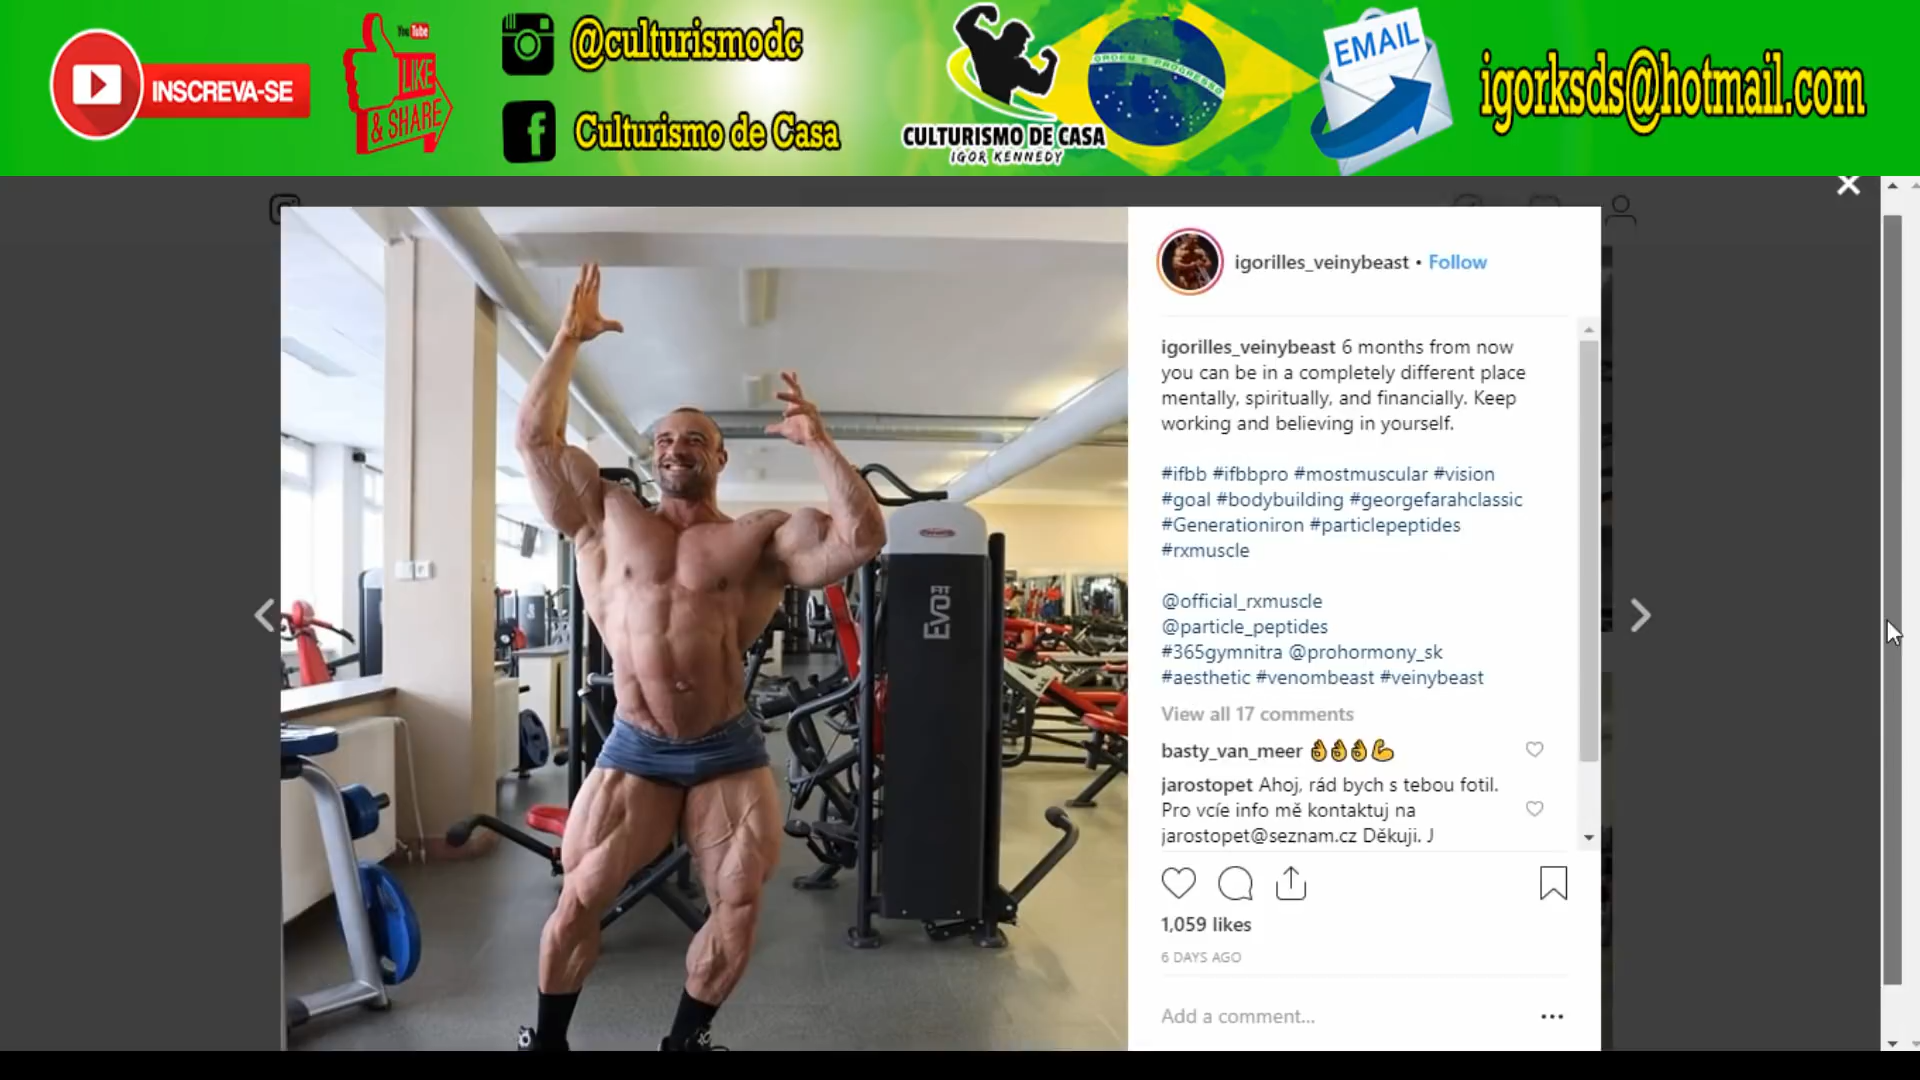 INSCREVA-SE
You Tube
LIKE
& SHARE
@culturismodc
Culturismo de Casa
CULTURISMO DE CASA
IGOR KENNEDY
ORDEM E PROGRESSO
EMAIL
igorksds@hotmail.com
EVOFIT
igorilles_veinybeast • Follow
igorilles_veinybeast 6 months from now
you can be in a completely different place
mentally, spiritually, and financially. Keep
working and believing in yourself.
#ifbb #ifbbpro #mostmuscular #vision
#goal #bodybuilding #georgefarahclassic
#Generationiron #particlepeptides
#rxmuscle
@official_rxmuscle
@particle_peptides
#365gymnitra @prohormony_sk
#aesthetic #venombeast #veinybeast
View all 17 comments
basty_van_meer 👌👌👌💪
jarostopet Ahoj, rád bych s tebou fotil.
Pro vcíe info mě kontaktuj na
jarostopet@seznam.cz Děkuji. J
1,059 likes
6 DAYS AGO
Add a comment...